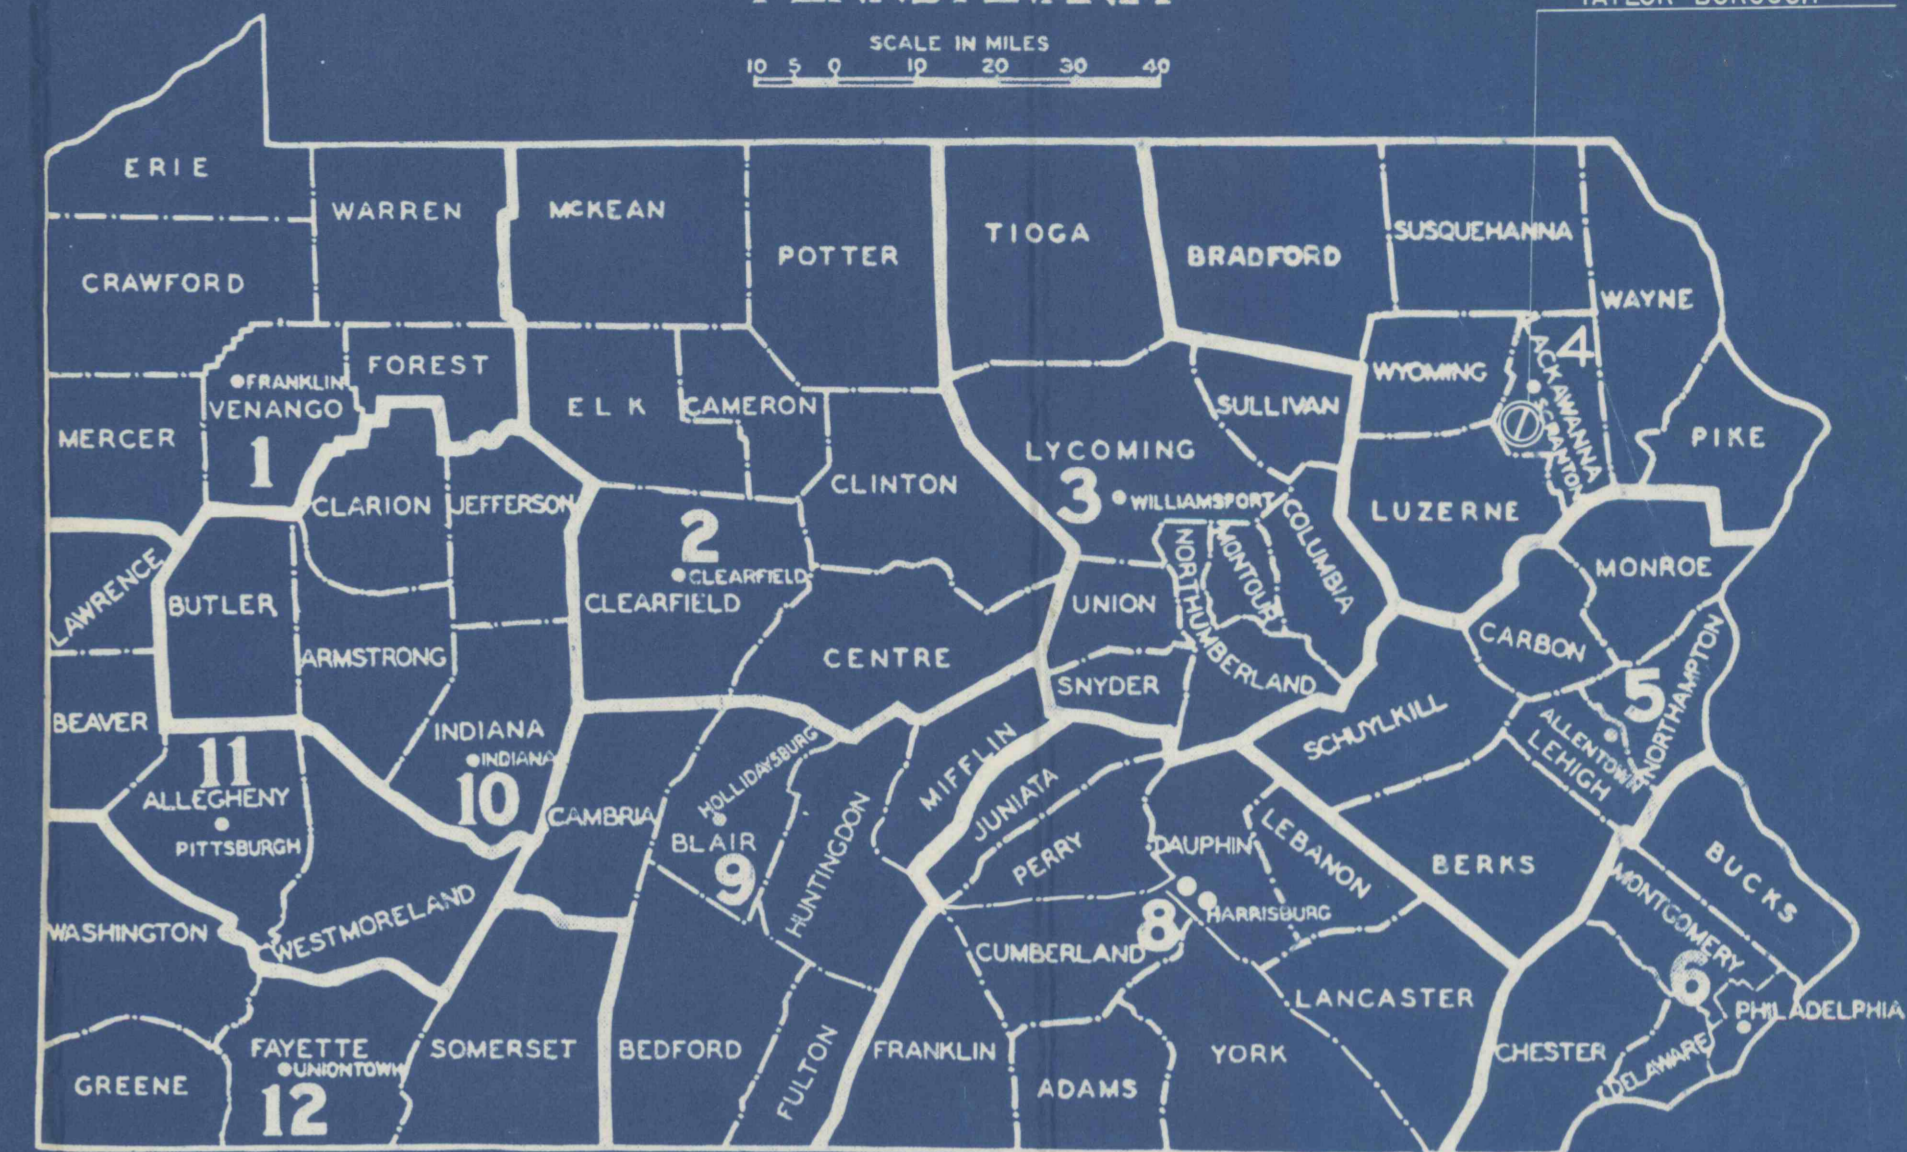 PENNSYLVANIA
TAYLOR BOROUGH
SCALE IN MILES
10 5 0 10 20 30 40
ERIE
WARREN
MCKEAN
POTTER
TIOGA
BRADFORD
SUSQUEHANNA
WAYNE
CRAWFORD
FOREST
FRANKLIN
VENANGO
1
MERCER
ELK
CAMERON
CLINTON
LYCOMING
3
WILLIAMSPORT
SULLIVAN
WYOMING
4
LACKAWANNA
SCRANTON
PIKE
CLARION
JEFFERSON
2
CLEARFIELD
CLEARFIELD
COLUMBIA
MONTOUR
NORTHUMBERLAND
LUZERNE
MONROE
LAWRENCE
BUTLER
ARMSTRONG
CENTRE
UNION
SNYDER
CARBON
5
NORTHAMPTON
ALLENTOWN
LEHIGH
SCHUYLKILL
BEAVER
11
ALLEGHENY
PITTSBURGH
INDIANA
INDIANA
10
CAMBRIA
HOLLIDAYSBURG
BLAIR
9
HUNTINGDON
MIFFLIN
JUNIATA
PERRY
DAUPHIN
LEBANON
BERKS
BUCKS
MONTGOMERY
WASHINGTON
WESTMORELAND
CUMBERLAND
8
HARRISBURG
LANCASTER
6
PHILADELPHIA
GREENE
FAYETTE
UNIONTOWN
12
SOMERSET
BEDFORD
FULTON
FRANKLIN
ADAMS
YORK
CHESTER
DELAWARE